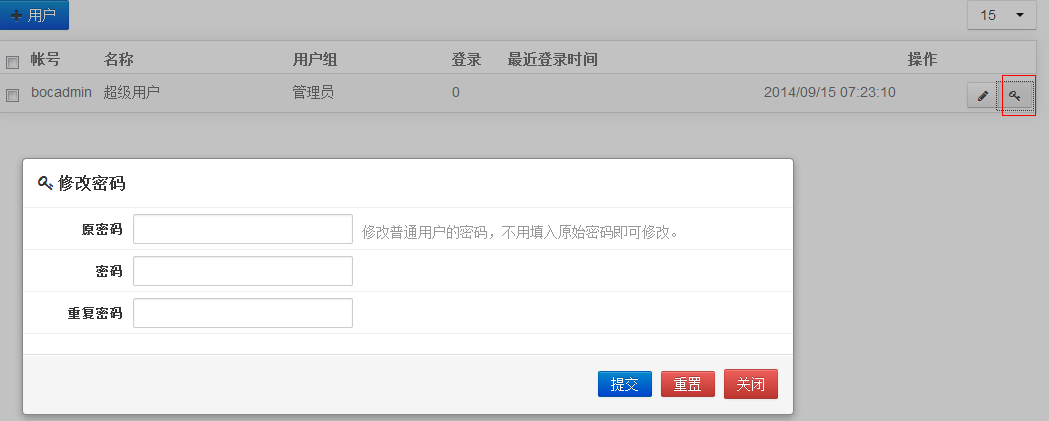 用户
15
帐号 名称 用户组 登录 最近登录时间 操作
bocadmin 超级用户 管理员 0 2014/09/15 07:23:10
修改密码
原密码 修改普通用户的密码，不用填入原始密码即可修改。
密码
重复密码
提交 重置 关闭